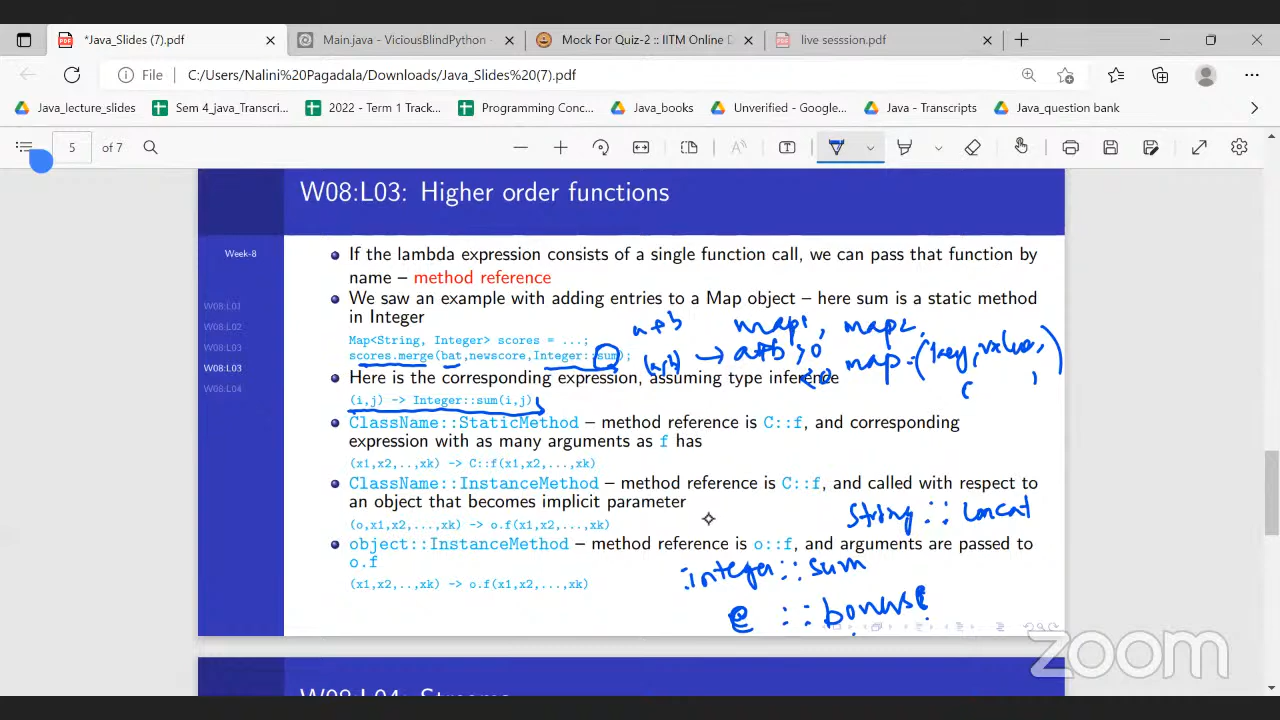 *Java_Slides (7).pdf
Main.java - ViciousBlindPython -
Mock For Quiz-2 :: IITM Online D
live sesssion.pdf
File
C:/Users/Nalini%20Pagadala/Downloads/Java_Slides%20(7).pdf
Java_lecture_slides
Sem 4_java_Transcri...
2022 - Term 1 Track...
Programming Conc...
Java_books
Unverified - Google...
Java - Transcripts
Java_question bank
5 of 7
W08:L03: Higher order functions
Week-8
W08:L01
W08:L02
W08:L03
W08:L03
W08:L04
If the lambda expression consists of a single function call, we can pass that function by
name – method reference
We saw an example with adding entries to a Map object – here sum is a static method
in Integer
a+b map1, map2,
Map<String, Integer> scores = ...;
scores.merge(bat,newscore,Integer::sum);
(a,b) → a+b >0
<0
map.(key, value,
( , )
Here is the corresponding expression, assuming type inference
(i,j) -> Integer::sum(i,j)
ClassName::StaticMethod – method reference is C::f, and corresponding
expression with as many arguments as f has
(x1,x2,..,xk) -> C::f(x1,x2,...,xk)
ClassName::InstanceMethod – method reference is C::f, and called with respect to
an object that becomes implicit parameter
(o,x1,x2,...,xk) -> o.f(x1,x2,...,xk)
String :: Concat
object::InstanceMethod – method reference is o::f, and arguments are passed to
o.f
(x1,x2,..,xk) -> o.f(x1,x2,...,xk)
integer::sum
e :: bonus
zoom
W08:L04: Streams